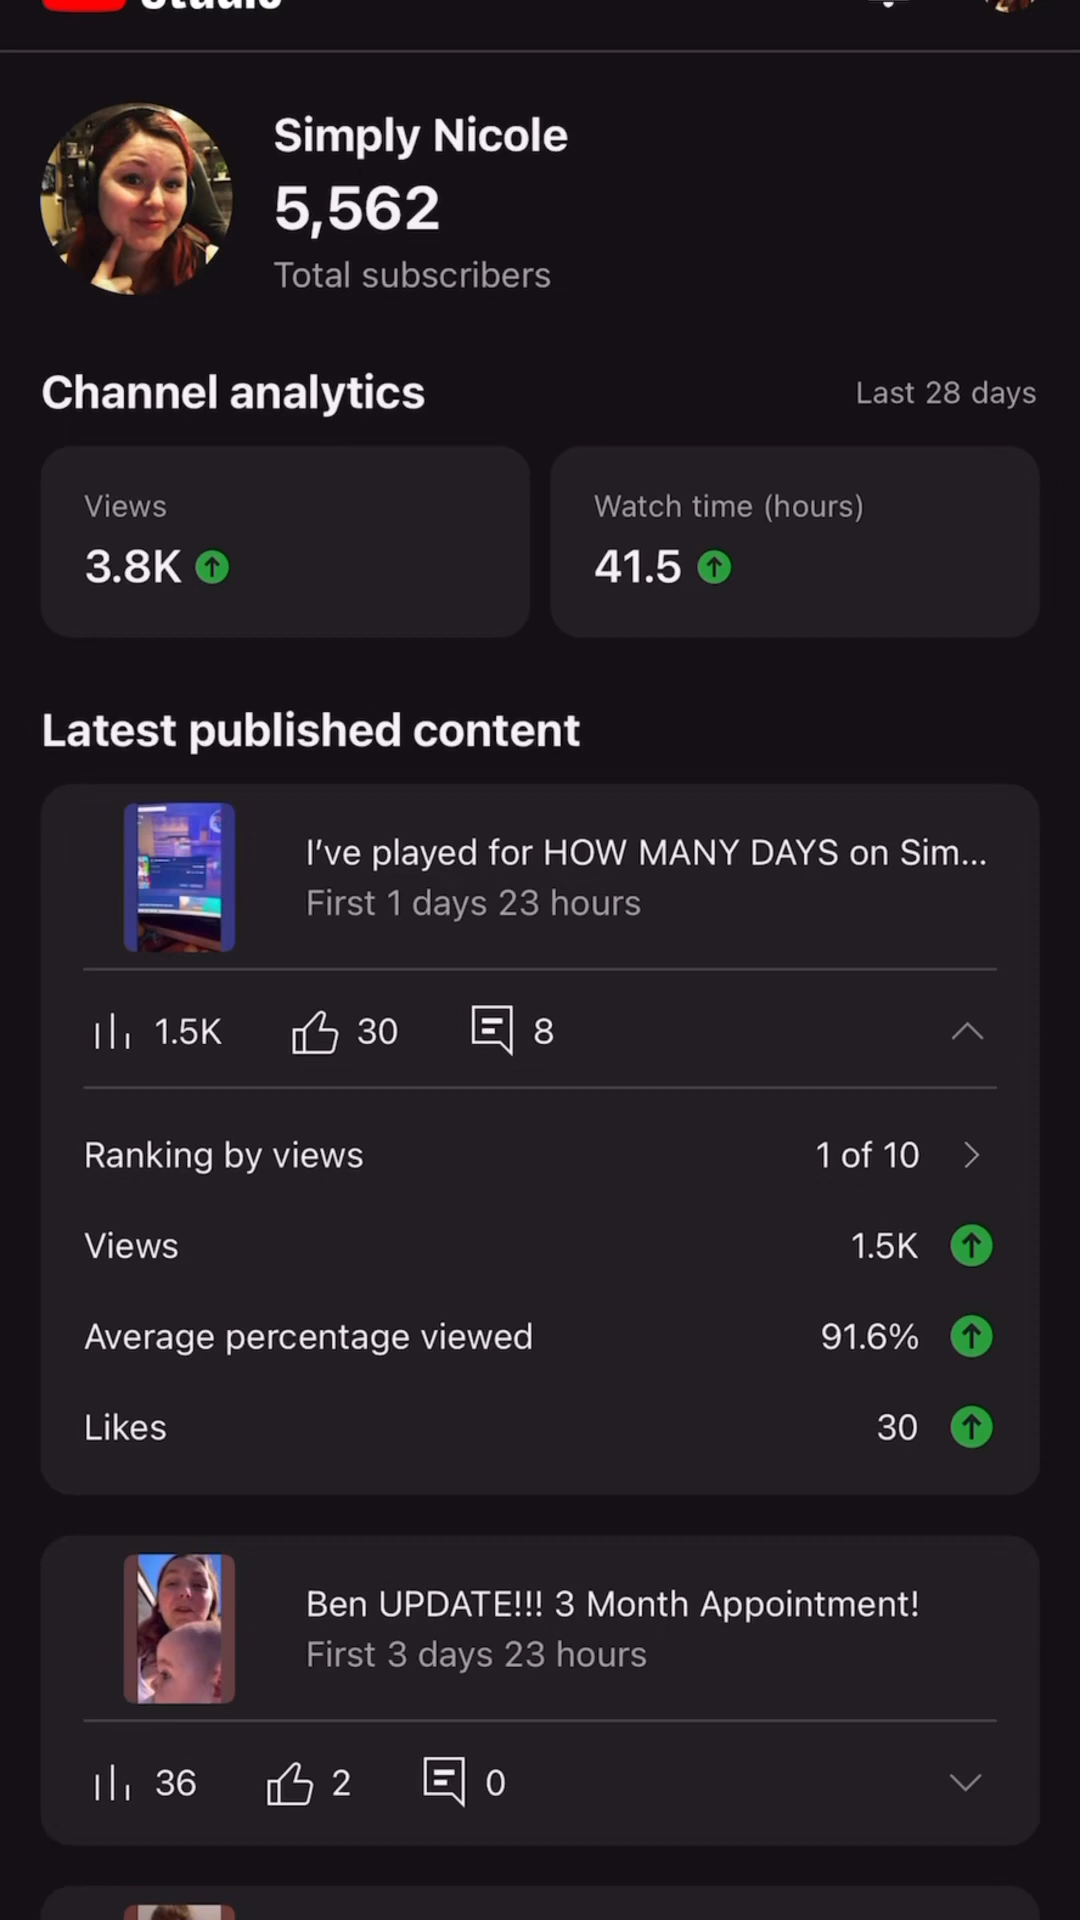 Studio
Simply Nicole
5,562
Total subscribers
Channel analytics
Last 28 days
Views
3.8K
Watch time (hours)
41.5
Latest published content
I’ve played for HOW MANY DAYS on Sim...
First 1 days 23 hours
1.5K
30
8
Ranking by views
1 of 10
Views
1.5K
Average percentage viewed
91.6%
Likes
30
Ben UPDATE!!! 3 Month Appointment!
First 3 days 23 hours
36
2
0